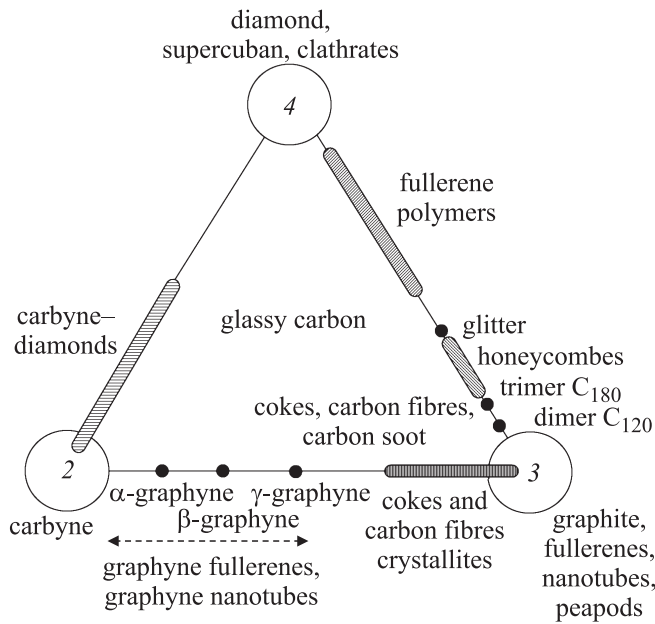 diamond,
supercuban, clathrates
4
fullerene
polymers
carbyne–
diamonds
glassy carbon
glitter
honeycombes
trimer C₁₈₀
dimer C₁₂₀
cokes, carbon fibres,
carbon soot
2
3
carbyne
α-graphyne
β-graphyne
γ-graphyne
graphyne fullerenes,
graphyne nanotubes
cokes and
carbon fibres
crystallites
graphite,
fullerenes,
nanotubes,
peapods